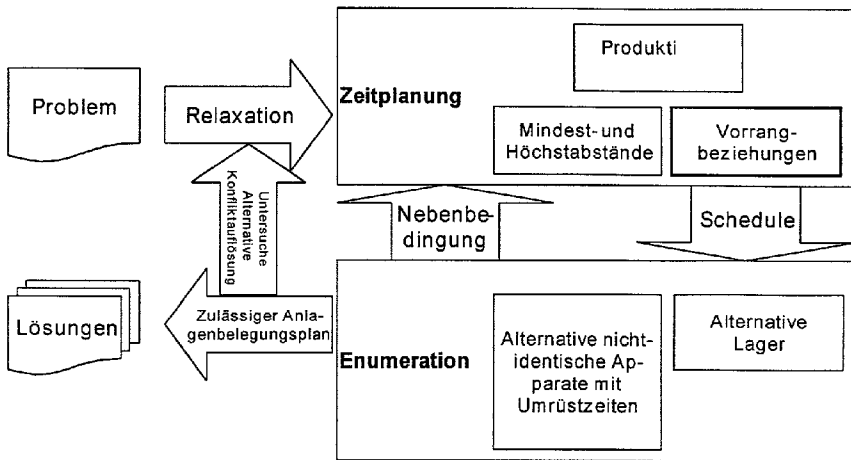 Produkti
Problem
Relaxation
Zeitplanung
Mindest- und
Höchstabstände
Vorrang-
beziehungen
Untersuche
Alternative
Konfliktauflösung
Nebenbe-
dingung
Schedule
Lösungen
Zulässiger Anla-
genbelegungsplan
Enumeration
Alternative nicht-
identische Ap-
parate mit
Umrüstzeiten
Alternative
Lager